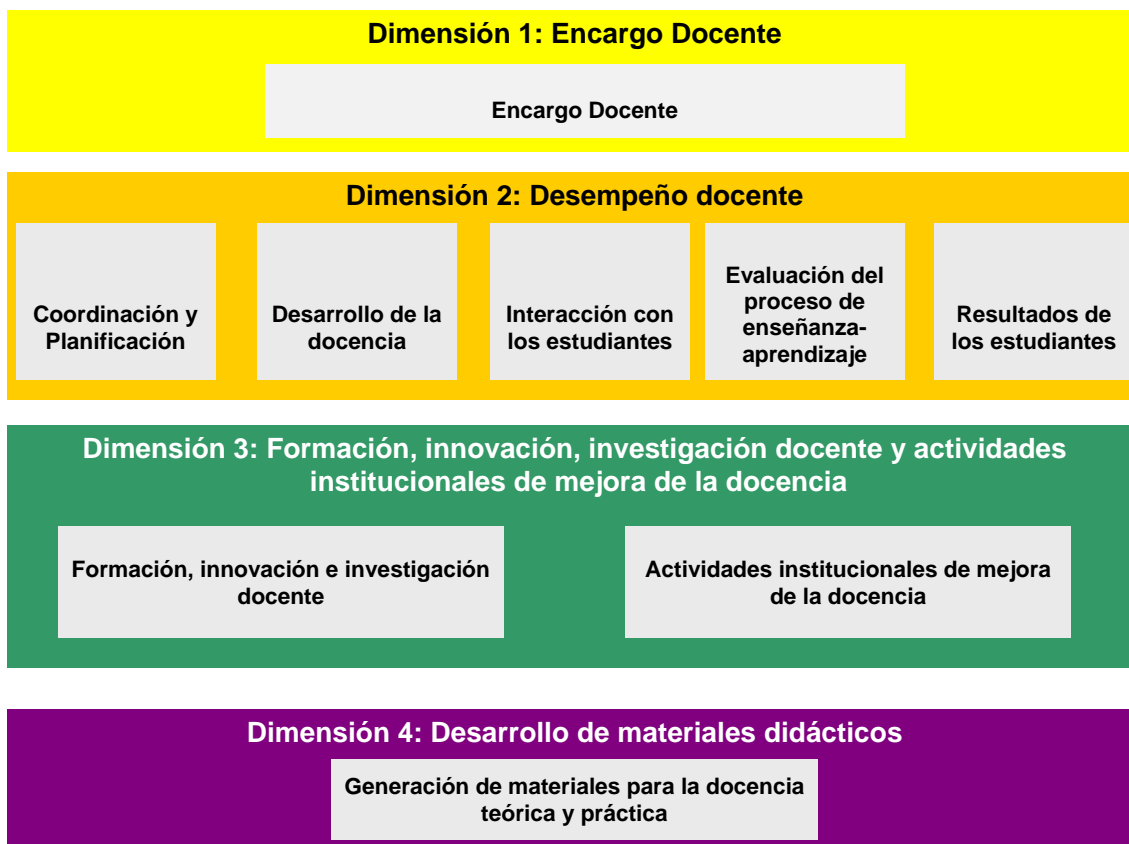 Dimensión 1: Encargo Docente
Encargo Docente
Dimensión 2: Desempeño docente
Coordinación y
Planificación
Desarrollo de la
docencia
Interacción con
los estudiantes
Evaluación del
proceso de
enseñanza-
aprendizaje
Resultados de
los estudiantes
Dimensión 3: Formación, innovación, investigación docente y actividades
institucionales de mejora de la docencia
Formación, innovación e investigación
docente
Actividades institucionales de mejora
de la docencia
Dimensión 4: Desarrollo de materiales didácticos
Generación de materiales para la docencia
teórica y práctica